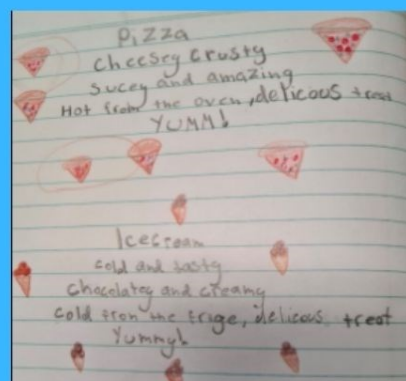 Pizza
Cheesey Crusty
sucey and amazing
Hot from the oven, delicous treat
YUMM!
Icecream
cold and tasty
chocolatey and creamy
cold from the frige, delicous treat
Yummy!